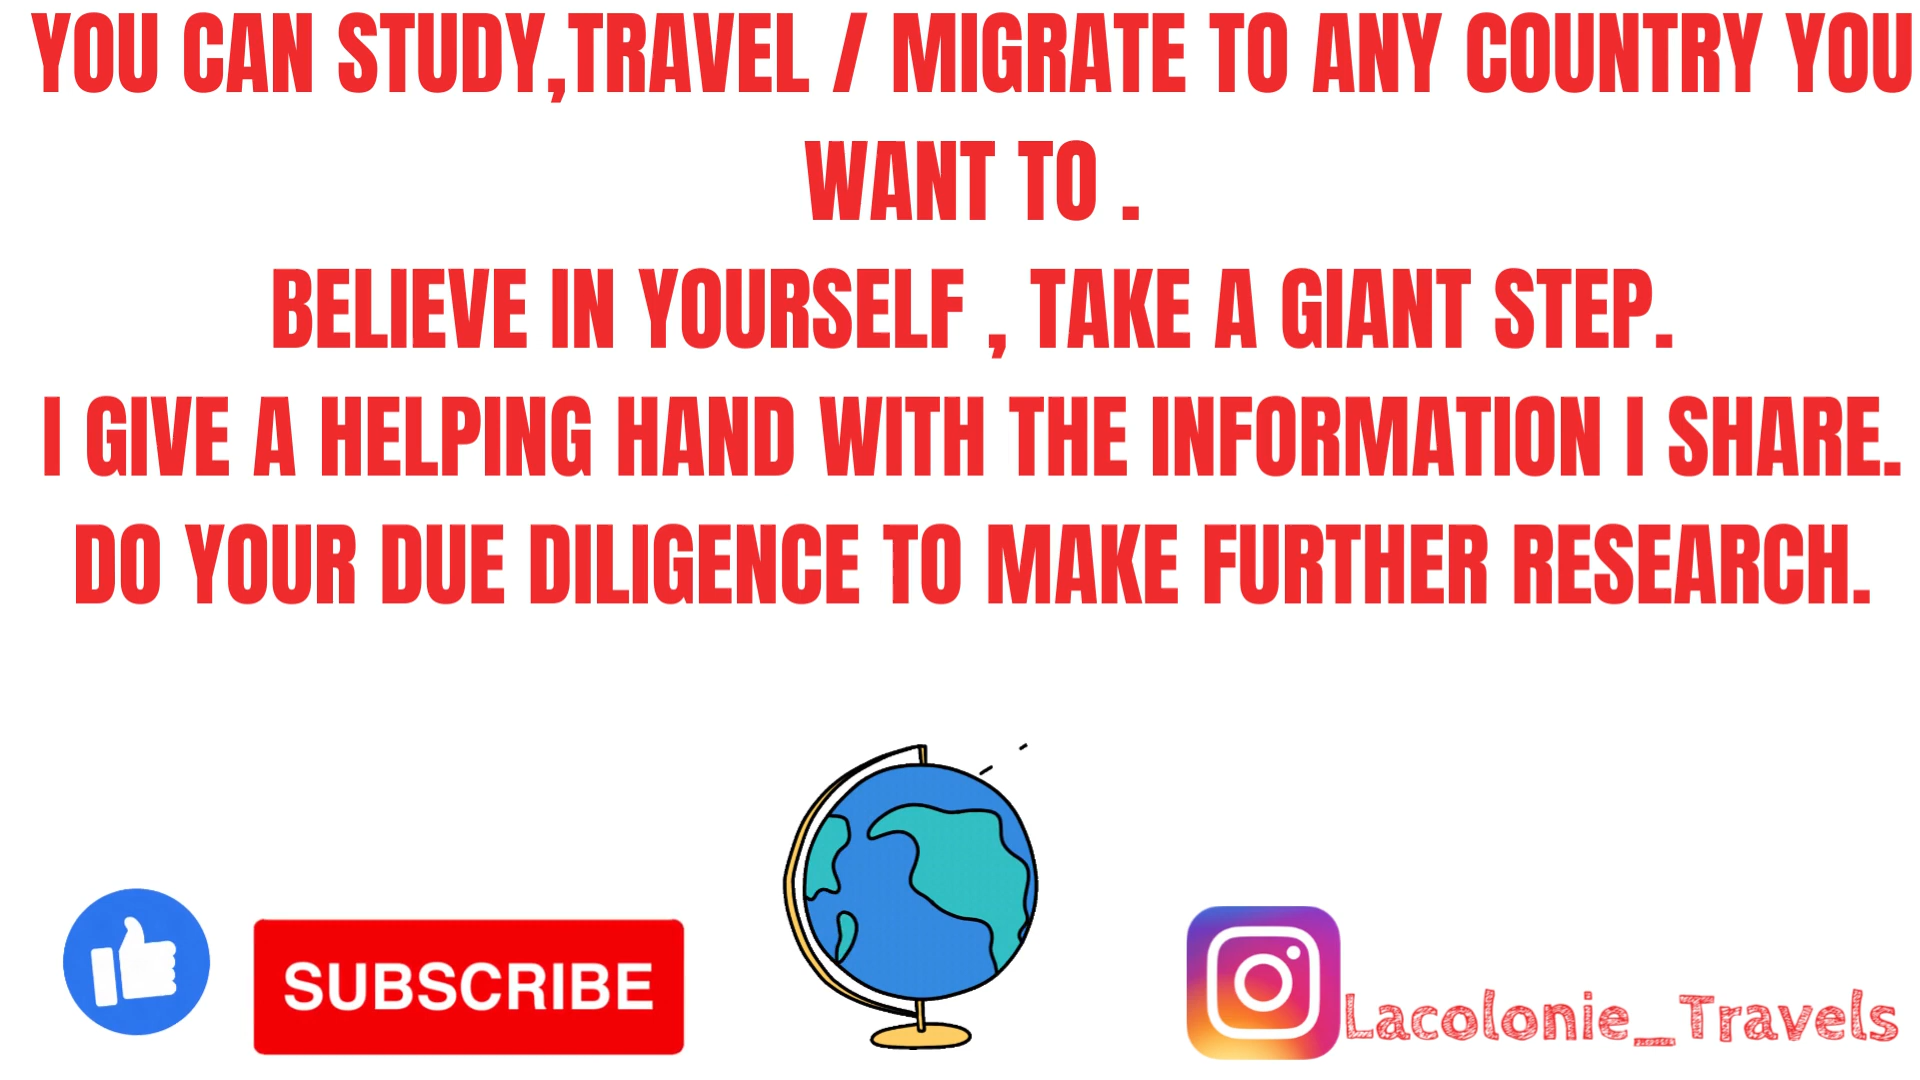 YOU CAN STUDY,TRAVEL / MIGRATE TO ANY COUNTRY YOU
WANT TO .
BELIEVE IN YOURSELF , TAKE A GIANT STEP.
I GIVE A HELPING HAND WITH THE INFORMATION I SHARE.
DO YOUR DUE DILIGENCE TO MAKE FURTHER RESEARCH.
SUBSCRIBE
Lacolonie_Travels